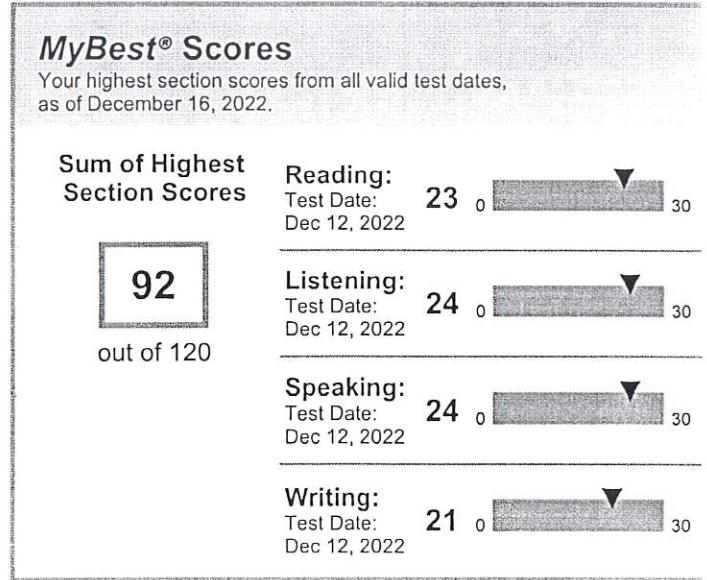 MyBest® Scores
Your highest section scores from all valid test dates,
as of December 16, 2022.
Sum of Highest
Section Scores
92
out of 120
Reading:
Test Date:
Dec 12, 2022
23
0
30
Listening:
Test Date:
Dec 12, 2022
24
0
30
Speaking:
Test Date:
Dec 12, 2022
24
0
30
Writing:
Test Date:
Dec 12, 2022
21
0
30